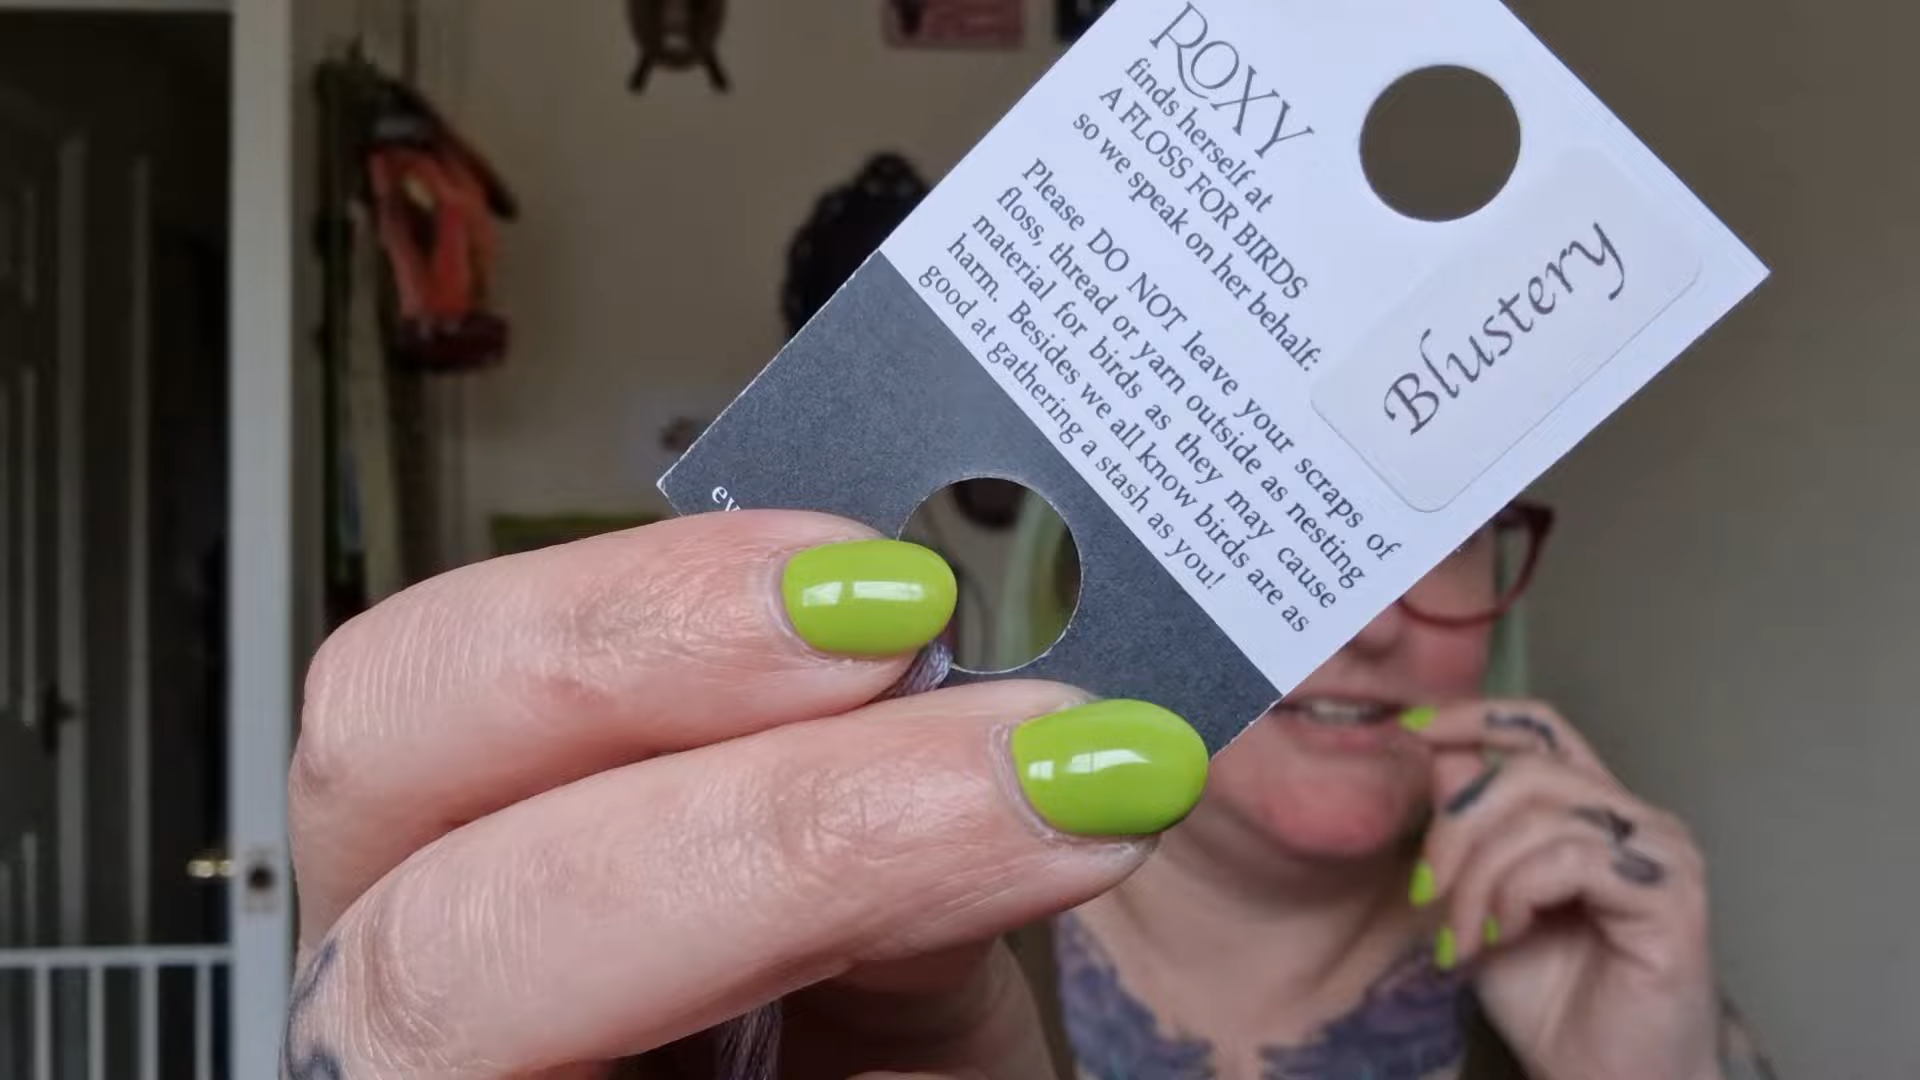 ROXY
finds herself at
A FLOSS FOR BIRDS
so we speak on her behalf:
Please DO NOT leave your scraps of
floss, thread or yarn outside as nesting
material for birds as they may cause
harm. Besides we all know birds are as
good at gathering a stash as you!
Blustery